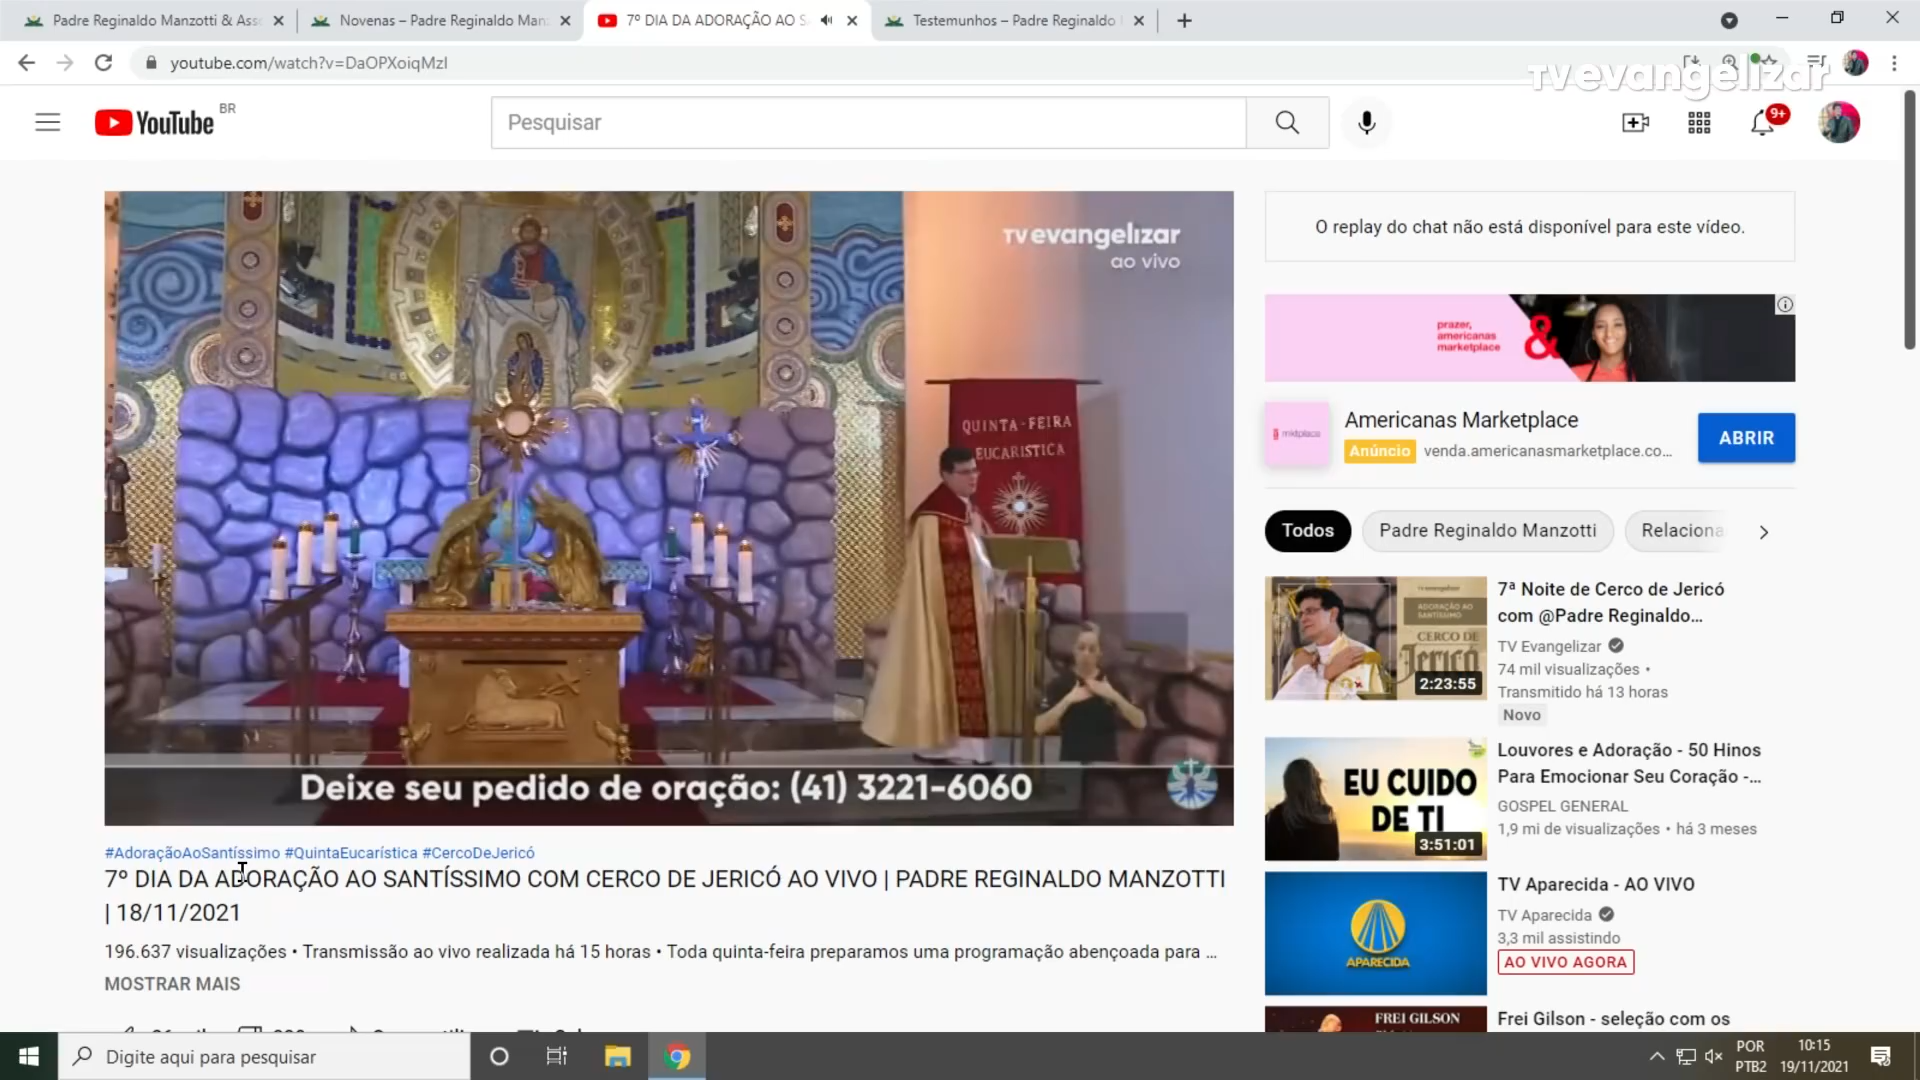 Padre Reginaldo Manzotti & Ass
Novenas – Padre Reginaldo Man
7º DIA DA ADORAÇÃO AO S
Testemunhos – Padre Reginaldo
youtube.com/watch?v=DaOPXoiqMzI
TV evangelizar
YouTube BR
Pesquisar
9+
TV evangelizar
ao vivo
QUINTA-FEIRA
EUCARÍSTICA
Deixe seu pedido de oração: (41) 3221-6060
#AdoraçãoAoSantíssimo #QuintaEucarística #CercoDeJericó
7º DIA DA ADORAÇÃO AO SANTÍSSIMO COM CERCO DE JERICÓ AO VIVO | PADRE REGINALDO MANZOTTI
| 18/11/2021
196.637 visualizações • Transmissão ao vivo realizada há 15 horas • Toda quinta-feira preparamos uma programação abençoada para ...
MOSTRAR MAIS
O replay do chat não está disponível para este vídeo.
prazer,
americanas
marketplace
&
mktplace
Americanas Marketplace
Anúncio venda.americanasmarketplace.co...
ABRIR
Todos
Padre Reginaldo Manzotti
Relaciona
ADORAÇÃO AO
SANTÍSSIMO
CERCO DE
Jericó
2:23:55
7ª Noite de Cerco de Jericó
com @Padre Reginaldo...
TV Evangelizar
74 mil visualizações •
Transmitido há 13 horas
Novo
EU CUIDO
DE TI
3:51:01
Louvores e Adoração - 50 Hinos
Para Emocionar Seu Coração -...
GOSPEL GENERAL
1,9 mi de visualizações • há 3 meses
APARECIDA
TV Aparecida - AO VIVO
TV Aparecida
3,3 mil assistindo
AO VIVO AGORA
FREI GILSON
Frei Gilson - seleção com os
Digite aqui para pesquisar
POR
PTB2
10:15
19/11/2021